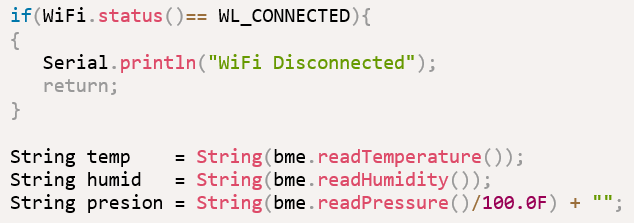 if(WiFi.status()== WL_CONNECTED){
{
   Serial.println("WiFi Disconnected");
   return;
}

String temp    = String(bme.readTemperature());
String humid   = String(bme.readHumidity());
String presion = String(bme.readPressure()/100.0F) + "";